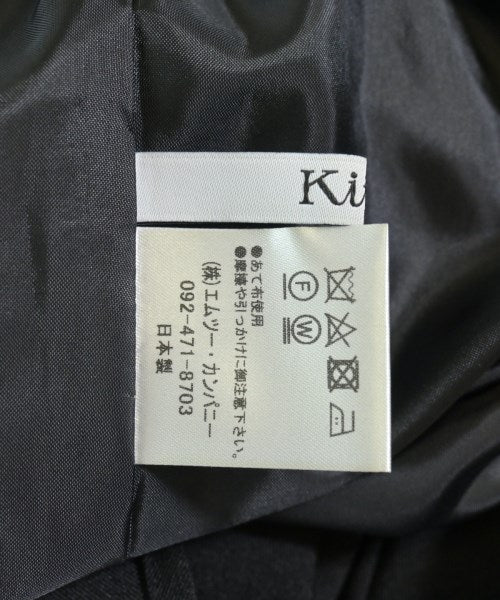 Ki
F W
●あて布使用
●摩擦や引っかけに御注意下さい。
(株)エムツー・カンパニー
092-471-8703
日本製